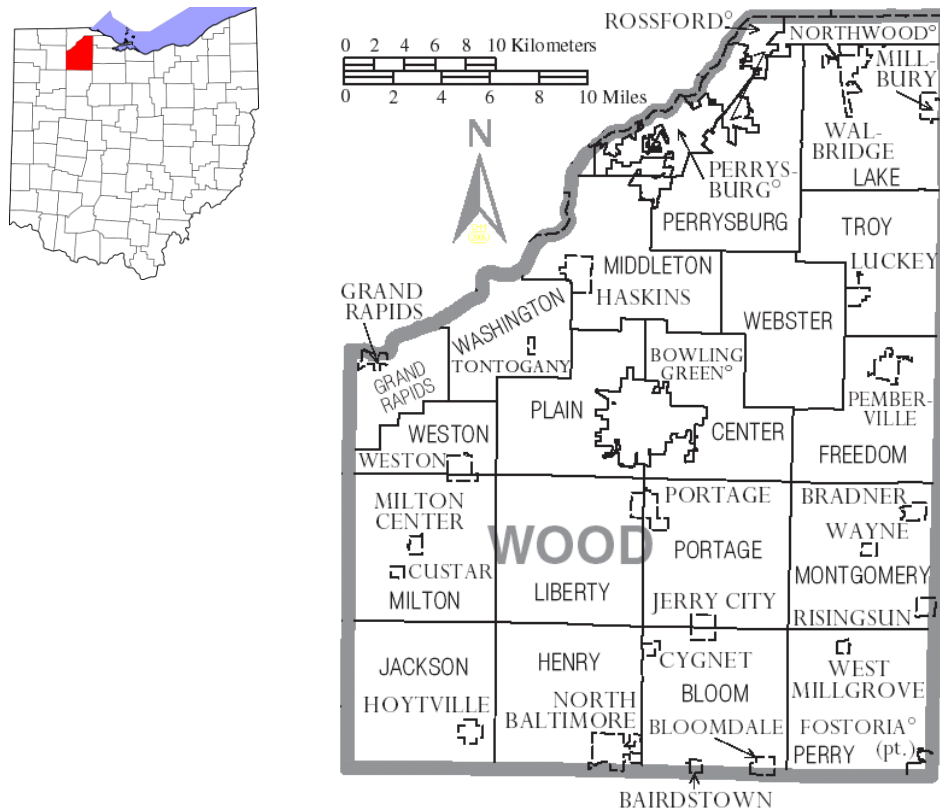 ROSSFORD°
NORTHWOOD°
0 2 4 6 8 10 Kilometers
0 2 4 6 8 10 Miles
MILL-
BURY
N
WAL-
BRIDGE
LAKE
PERRYS-
BURG°
PERRYSBURG
TROY
LUCKEY
MIDDLETON
HASKINS
GRAND
RAPIDS
WASHINGTON
TONTOGANY
WEBSTER
BOWLING
GREEN°
GRAND
RAPIDS
PLAIN
CENTER
PEMBER-
VILLE
WESTON
WESTON
FREEDOM
MILTON
CENTER
PORTAGE
BRADNER
WAYNE
WOOD
PORTAGE
CUSTAR
MILTON
LIBERTY
MONTGOMERY
JERRY CITY
RISINGSUN
JACKSON
HENRY
CYGNET
WEST
MILLGROVE
HOYTVILLE
NORTH
BALTIMORE
BLOOM
BLOOMDALE
FOSTORIA°
(pt.)
PERRY
BAIRDSTOWN